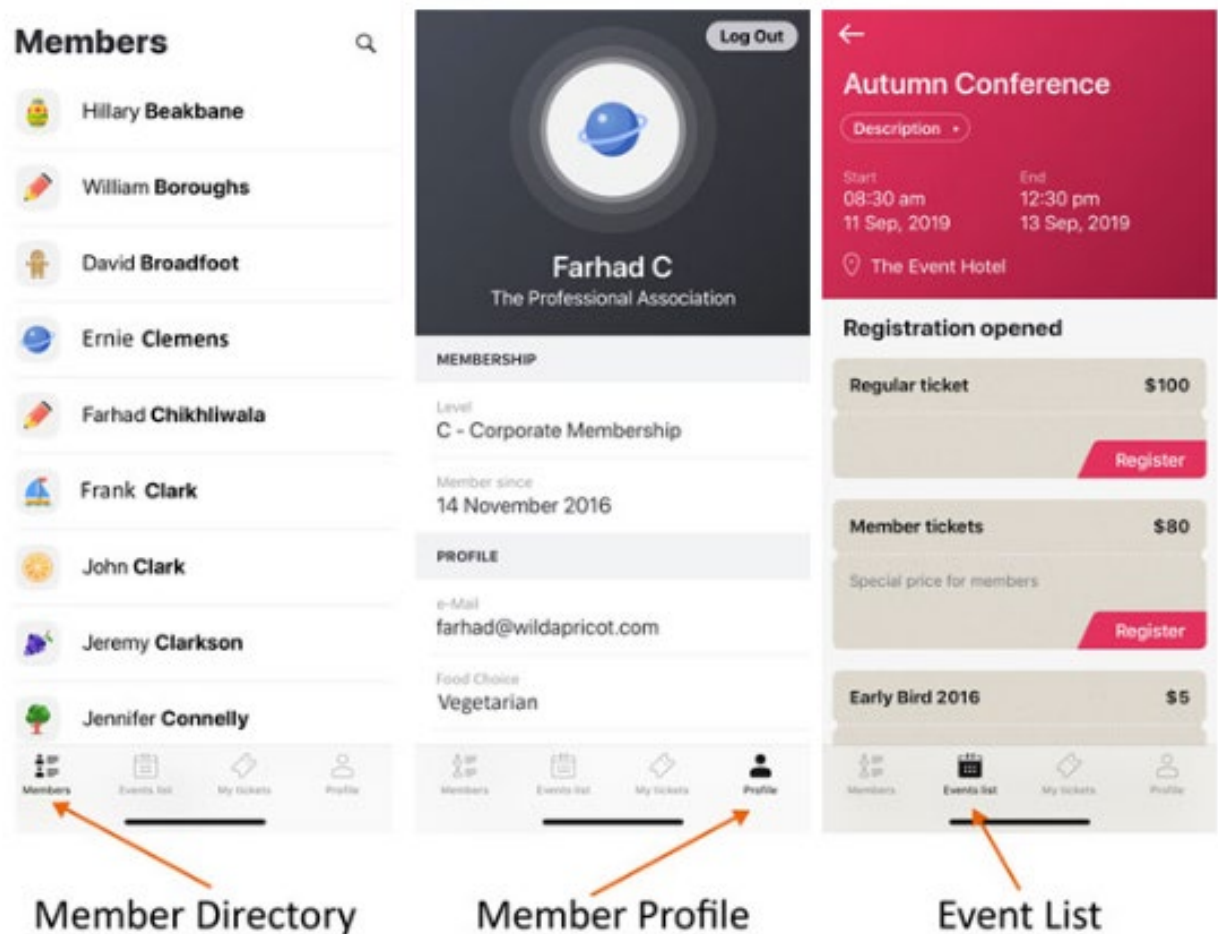 Members
Hillary Beakbane
William Boroughs
David Broadfoot
Ernie Clemens
Farhad Chikhliwala
Frank Clark
John Clark
Jeremy Clarkson
Jennifer Connelly
Members
Events list
My tickets
Profile
Log Out
Farhad C
The Professional Association
MEMBERSHIP
Level
C - Corporate Membership
Member since
14 November 2016
PROFILE
e-Mail
farhad@wildapricot.com
Food Choice
Vegetarian
Members
Events list
My tickets
Profile
Autumn Conference
Description
Start End
08:30 am 12:30 pm
11 Sep, 2019 13 Sep, 2019
The Event Hotel
Registration opened
Regular ticket $100
Register
Member tickets $80
Special price for members
Register
Early Bird 2016 $5
Members
Events list
My tickets
Profile
Member Directory
Member Profile
Event List